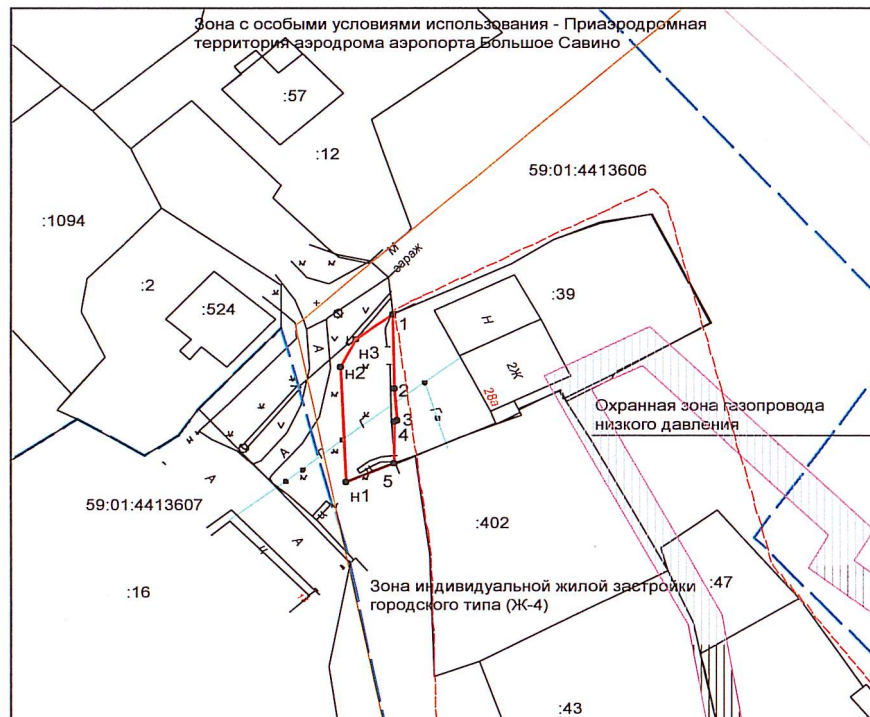 Зона с особыми условиями использования - Приаэродромная
территория аэродрома аэропорта Большое Савино
:57
:12
59:01:4413606
:1094
:2
:524
М
гараж
:39
Н
1
н3
н2
А
2Ж
28а
2
3
4
Г
Охранная зона газопровода
низкого давления
А
5
н1
А
59:01:4413607
:402
А
Ц
:16
Зона индивидуальной жилой застройки
городского типа (Ж-4)
:47
:43